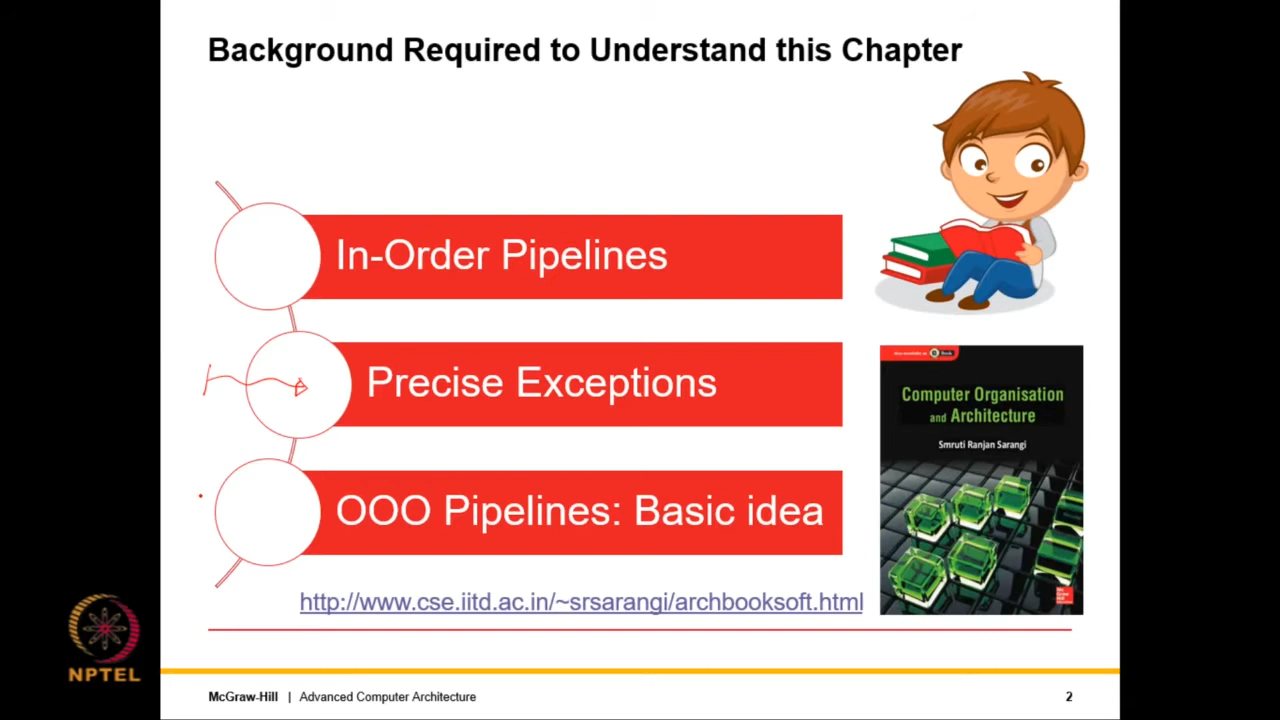 Background Required to Understand this Chapter
In-Order Pipelines
Precise Exceptions
OOO Pipelines: Basic idea
http://www.cse.iitd.ac.in/~srsarangi/archbooksoft.html
Computer Organisation
and Architecture
Smruti Ranjan Sarangi
NPTEL
McGraw-Hill | Advanced Computer Architecture
2